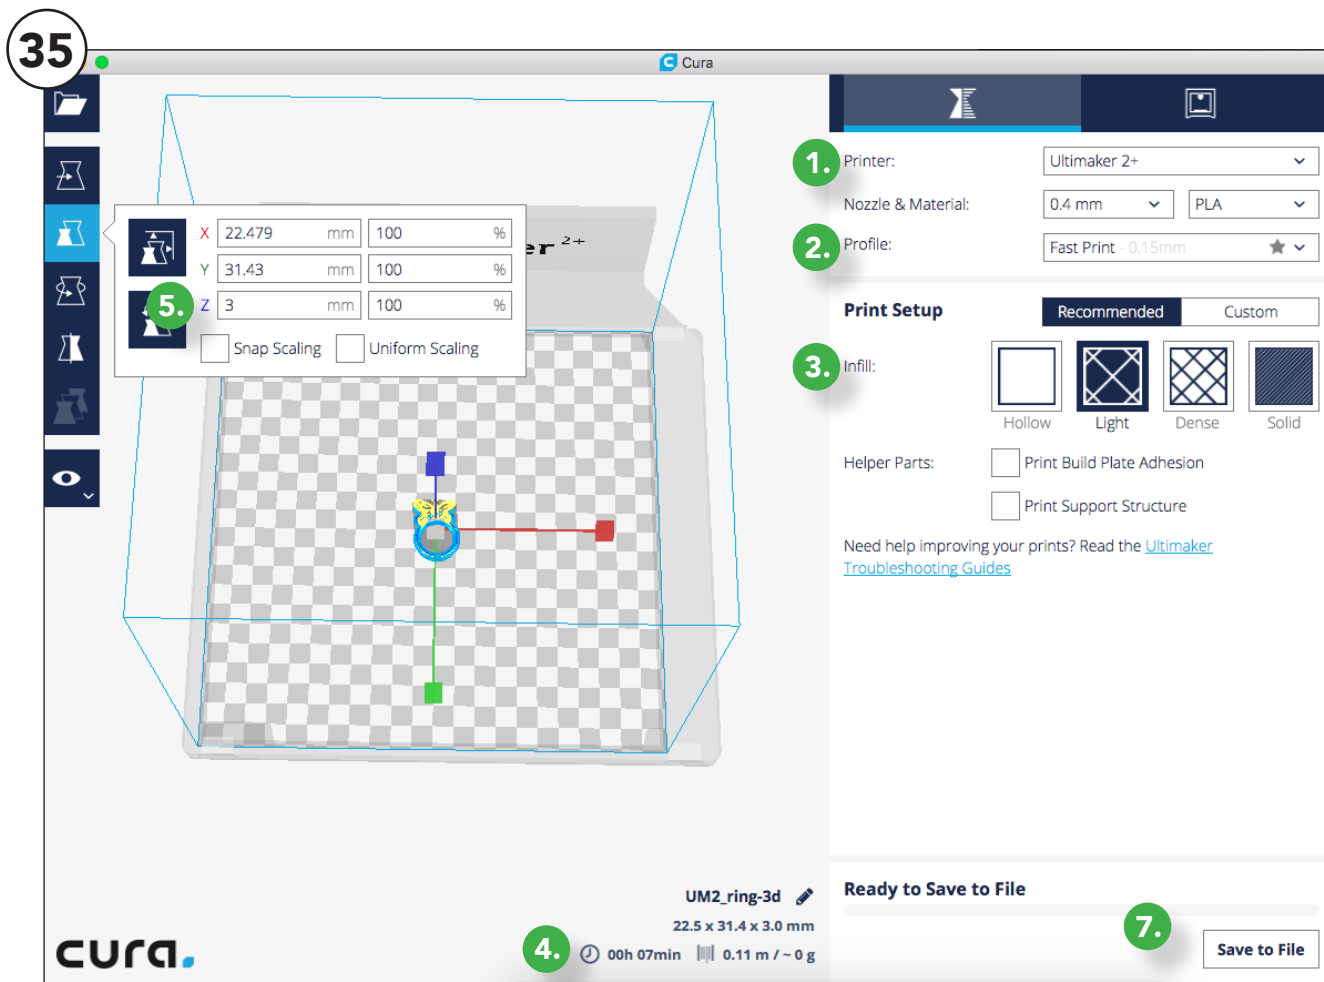 35
Cura
1.
Printer:
Ultimaker 2+
Nozzle & Material:
0.4 mm
PLA
2.
Profile:
Fast Print - 0.15mm
X 22.479 mm 100 %
Y 31.43 mm 100 %
5.
Z 3 mm 100 %
Snap Scaling
Uniform Scaling
er 2+
Print Setup
Recommended
Custom
3.
Infill:
Hollow
Light
Dense
Solid
Helper Parts:
Print Build Plate Adhesion
Print Support Structure
Need help improving your prints? Read the Ultimaker
Troubleshooting Guides
UM2_ring-3d
22.5 x 31.4 x 3.0 mm
4.
00h 07min
0.11 m / ~ 0 g
cura.
Ready to Save to File
7.
Save to File